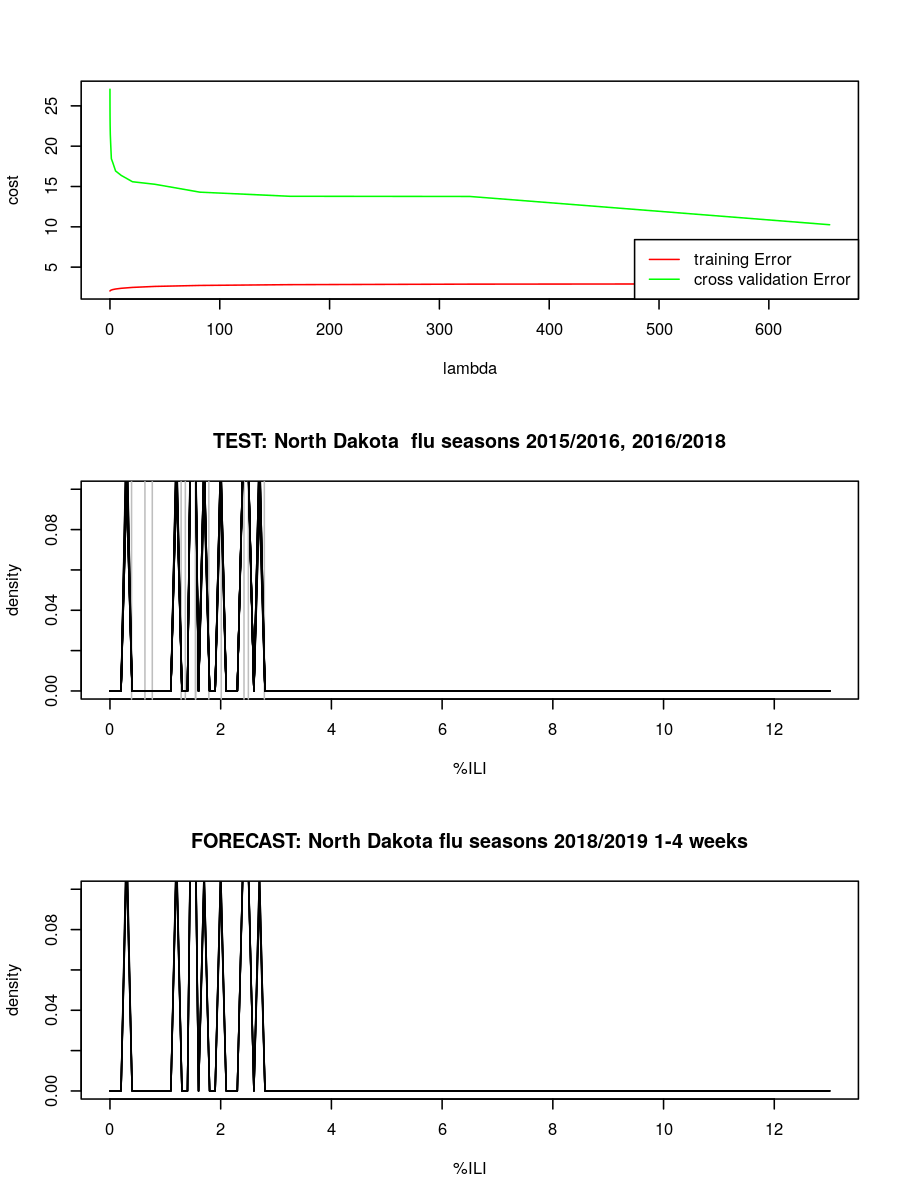 25
20
15
10
5
cost
training Error
cross validation Error
0 100 200 300 400 500 600
lambda
TEST: North Dakota  flu seasons 2015/2016, 2016/2018
0.08
0.04
0.00
density
0 2 4 6 8 10 12
%ILI
FORECAST: North Dakota flu seasons 2018/2019 1-4 weeks
0.08
0.04
0.00
density
0 2 4 6 8 10 12
%ILI